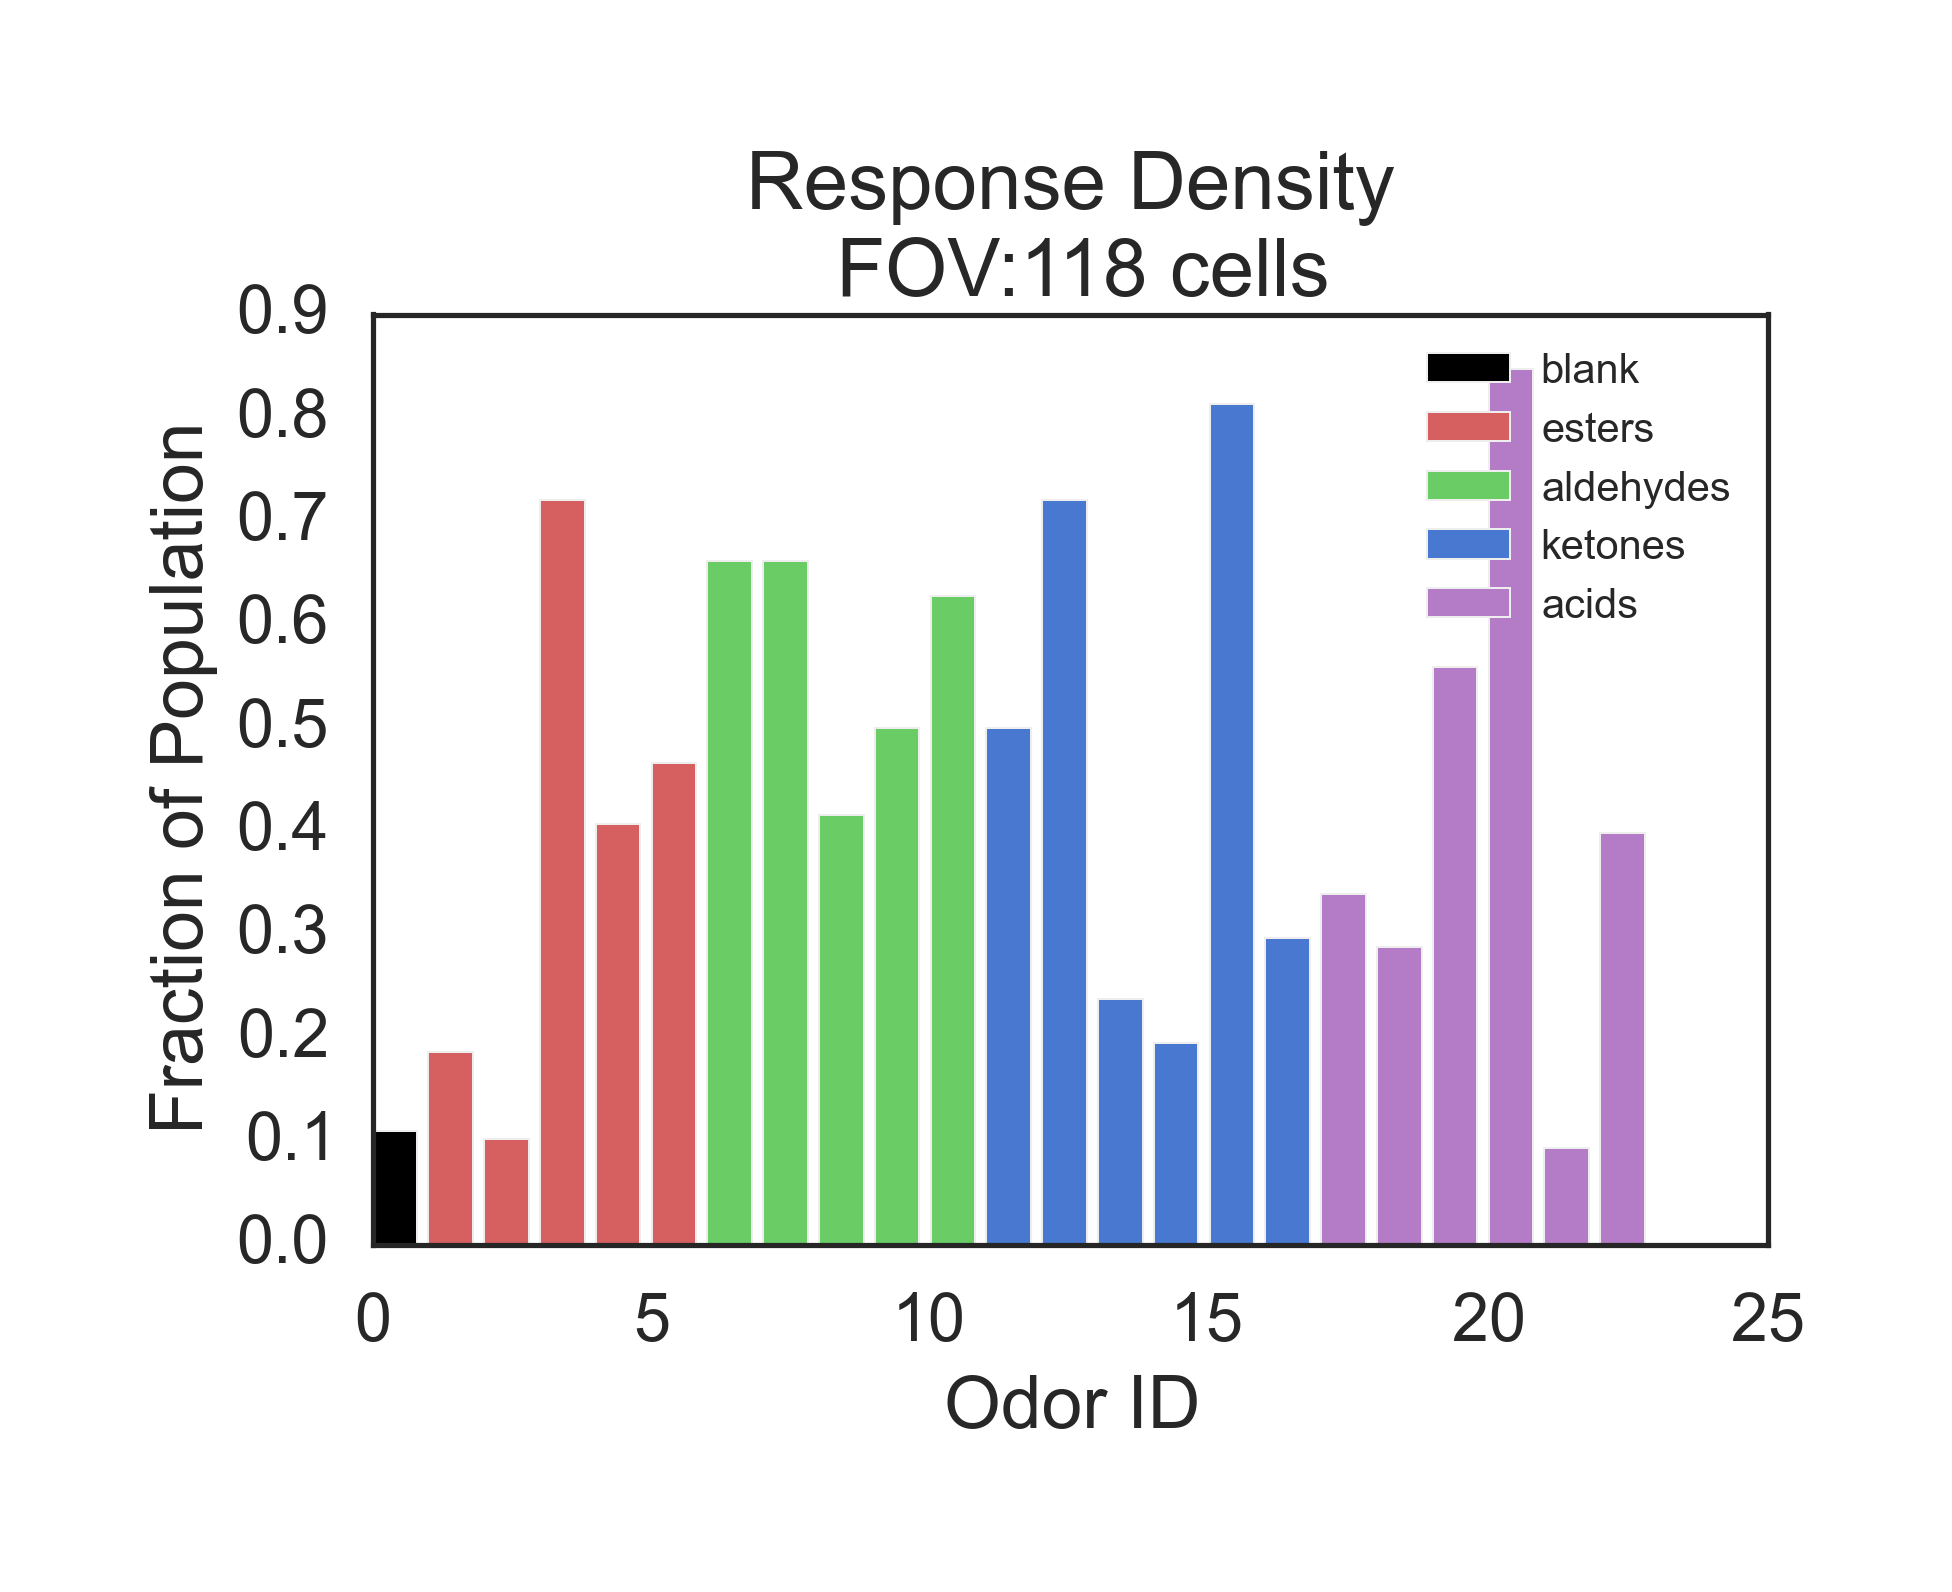 Response Density
FOV:118 cells
0.9
0.8
0.7
0.6
0.5
0.4
0.3
0.2
0.1
0.0
Fraction of Population
blank
esters
aldehydes
ketones
acids
0 5 10 15 20 25
Odor ID